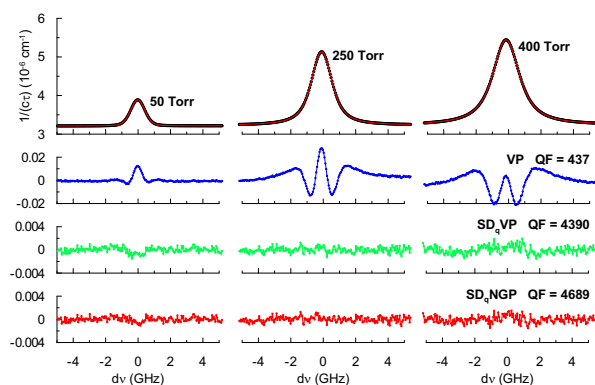 1/(cτ) (10⁻⁶ cm⁻¹)
6
5
4
3
50 Torr
250 Torr
400 Torr
0.02
0
-0.02
VP QF = 437
0.004
0
-0.004
SDqVP QF = 4390
0.004
0
-0.004
SDqNGP QF = 4689
-4 -2 0 2 4 -4 -2 0 2 4 -4 -2 0 2 4
dν (GHz) dν (GHz) dν (GHz)